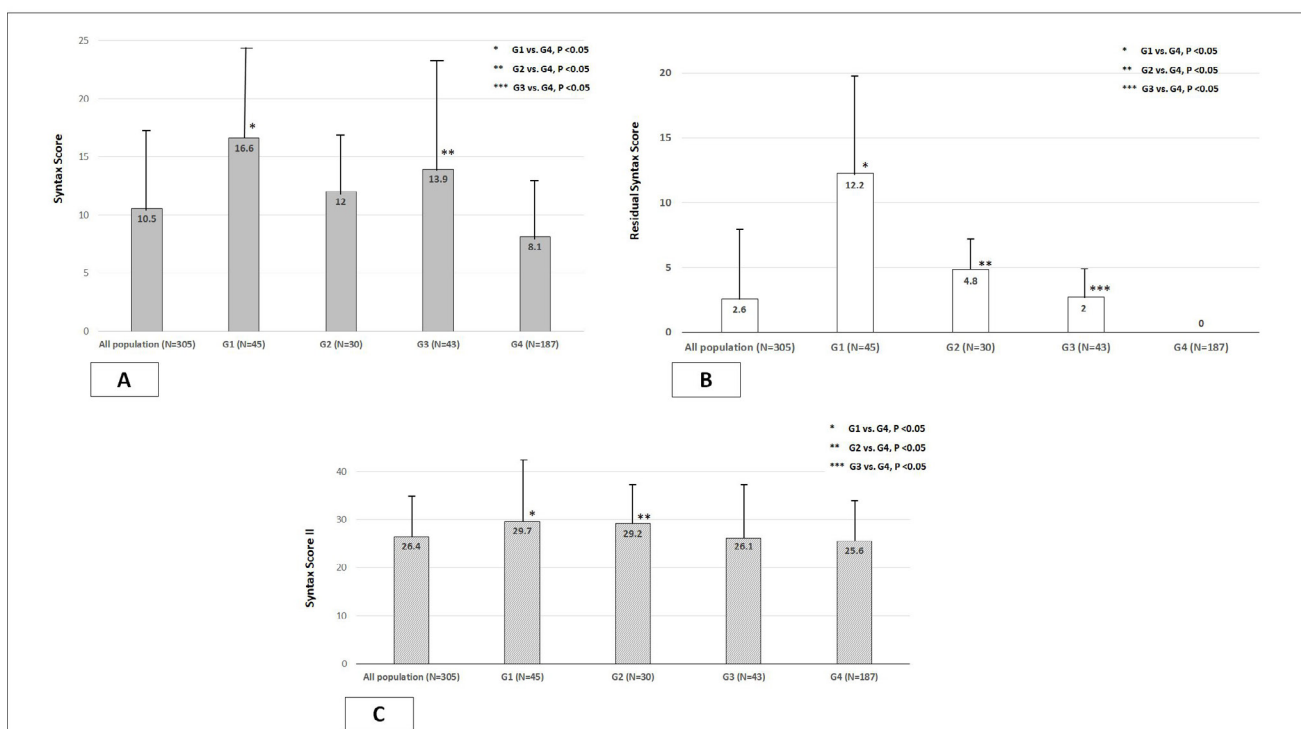 Syntax Score
25
20
15
10
5
0
* G1 vs. G4, P <0.05
** G2 vs. G4, P <0.05
*** G3 vs. G4, P <0.05
10.5
16.6
*
12
13.9
**
8.1
All population (N=305) G1 (N=45) G2 (N=30) G3 (N=43) G4 (N=187)
A
Residual Syntax Score
20
15
10
5
0
* G1 vs. G4, P <0.05
** G2 vs. G4, P <0.05
*** G3 vs. G4, P <0.05
2.6
12.2
*
4.8
**
2
***
0
All population (N=305) G1 (N=45) G2 (N=30) G3 (N=43) G4 (N=187)
B
Syntax Score II
40
30
20
10
0
* G1 vs. G4, P <0.05
** G2 vs. G4, P <0.05
*** G3 vs. G4, P <0.05
26.4
29.7
*
29.2
**
26.1
25.6
All population (N=305) G1 (N=45) G2 (N=30) G3 (N=43) G4 (N=187)
C